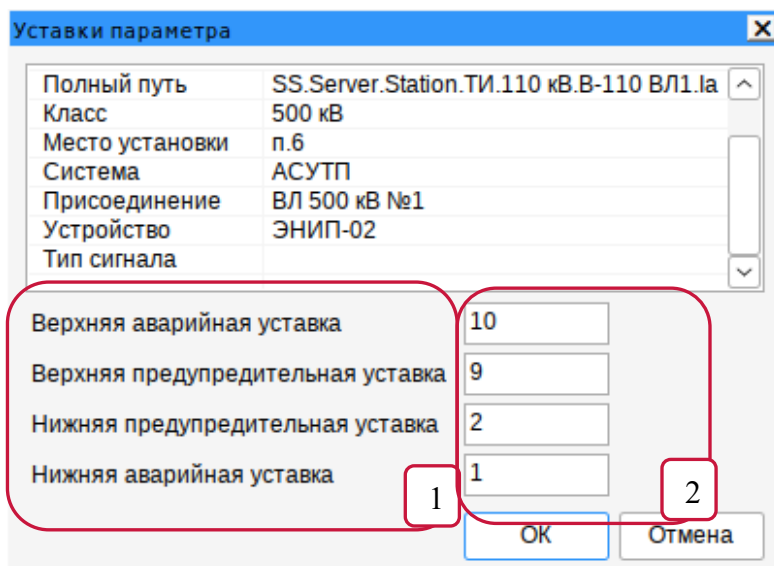 Уставки параметра
Полный путь SS.Server.Station.ТИ.110 кВ.В-110 ВЛ1.Ia
Класс 500 кВ
Место установки п.6
Система АСУТП
Присоединение ВЛ 500 кВ №1
Устройство ЭНИП-02
Тип сигнала
Верхняя аварийная уставка 10
Верхняя предупредительная уставка 9
Нижняя предупредительная уставка 2
Нижняя аварийная уставка 1
1 2
ОК Отмена